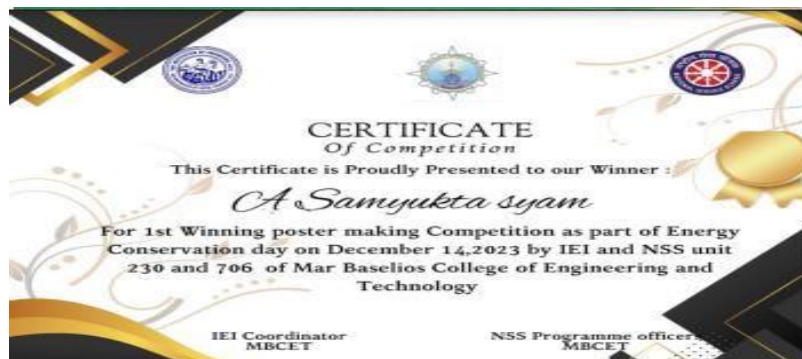 CERTIFICATE
Of Competition
This Certificate is Proudly Presented to our Winner :
A Samyukta syam
For 1st Winning poster making Competition as part of Energy
Conservation day on December 14,2023 by IEI and NSS unit
230 and 706 of Mar Baselios College of Engineering and
Technology
IEI Coordinator NSS Programme officer
MBCET MBCET